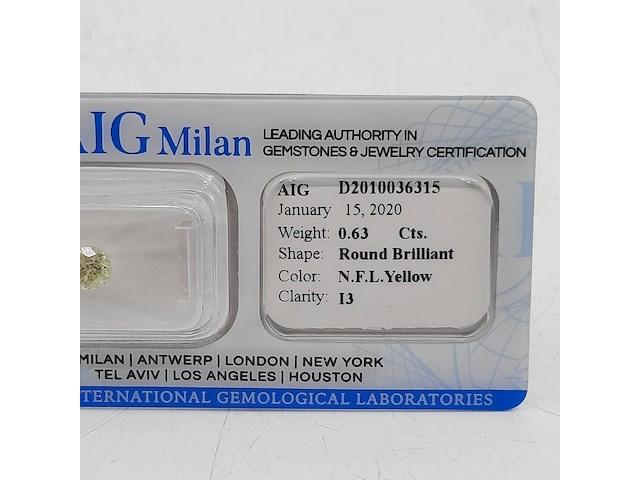 AIG Milan
LEADING AUTHORITY IN
GEMSTONES & JEWELRY CERTIFICATION
AIG D2010036315
January 15, 2020
Weight: 0.63 Cts.
Shape: Round Brilliant
Color: N.F.L.Yellow
Clarity: I3
MILAN | ANTWERP | LONDON | NEW YORK
TEL AVIV | LOS ANGELES | HOUSTON
TERNATIONAL GEMOLOGICAL LABORATORIES